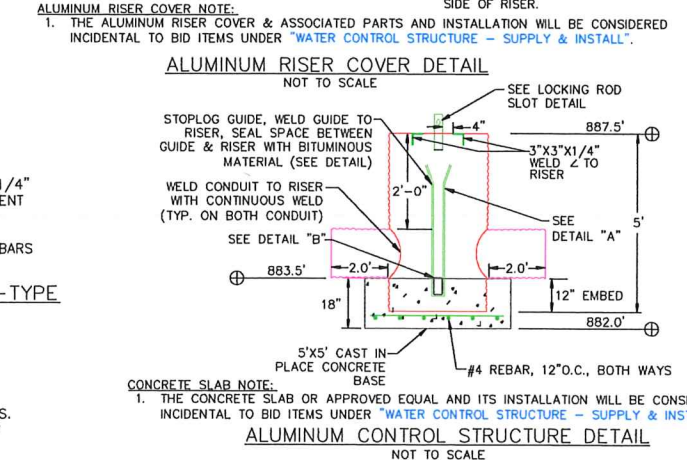 SIDE OF RISER.
ALUMINUM RISER COVER NOTE:
1. THE ALUMINUM RISER COVER & ASSOCIATED PARTS AND INSTALLATION WILL BE CONSIDERED
INCIDENTAL TO BID ITEMS UNDER "WATER CONTROL STRUCTURE – SUPPLY & INSTALL".
ALUMINUM RISER COVER DETAIL
NOT TO SCALE
SEE LOCKING ROD
SLOT DETAIL
STOPLOG GUIDE, WELD GUIDE TO
RISER, SEAL SPACE BETWEEN
GUIDE & RISER WITH BITUMINOUS
MATERIAL (SEE DETAIL)
4"
887.5'
3"X3"X1/4"
WELD ∠ TO
RISER
1/4"
ENT
WELD CONDUIT TO RISER
WITH CONTINUOUS WELD
(TYP. ON BOTH CONDUIT)
2'-0"
SEE
DETAIL "A"
5'
BARS
SEE DETAIL "B"
2.0'
2.0'
883.5'
-TYPE
18"
12" EMBED
882.0'
5'X5' CAST IN
PLACE CONCRETE
BASE
#4 REBAR, 12"O.C., BOTH WAYS
CONCRETE SLAB NOTE:
1. THE CONCRETE SLAB OR APPROVED EQUAL AND ITS INSTALLATION WILL BE CONSI
INCIDENTAL TO BID ITEMS UNDER "WATER CONTROL STRUCTURE – SUPPLY & INS
S.
ALUMINUM CONTROL STRUCTURE DETAIL
NOT TO SCALE